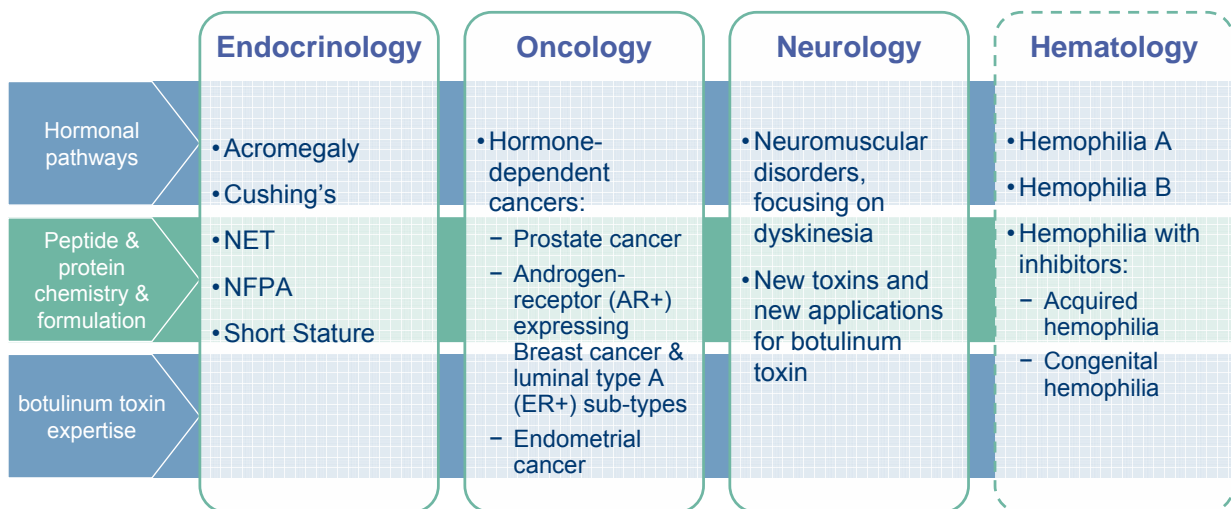 Endocrinology
Oncology
Neurology
Hematology
Hormonal
pathways
Peptide &
protein
chemistry &
formulation
botulinum toxin
expertise
•Acromegaly
•Cushing's
•NET
•NFPA
•Short Stature
•Hormone-
dependent
cancers:
− Prostate cancer
− Androgen-
receptor (AR+)
expressing
Breast cancer &
luminal type A
(ER+) sub-types
− Endometrial
cancer
•Neuromuscular
disorders,
focusing on
dyskinesia
•New toxins and
new applications
for botulinum
toxin
•Hemophilia A
•Hemophilia B
•Hemophilia with
inhibitors:
− Acquired
hemophilia
− Congenital
hemophilia